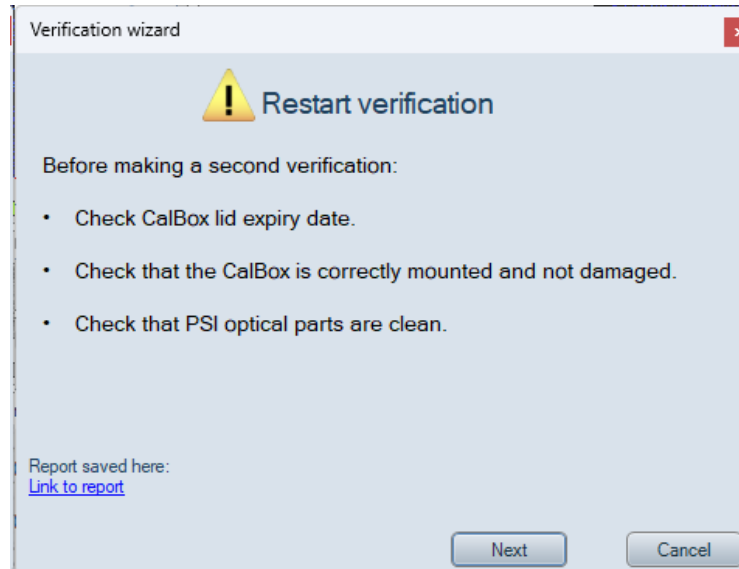 Verification wizard
Restart verification
Before making a second verification:
• Check CalBox lid expiry date.
• Check that the CalBox is correctly mounted and not damaged.
• Check that PSI optical parts are clean.
Report saved here:
Link to report
Next Cancel